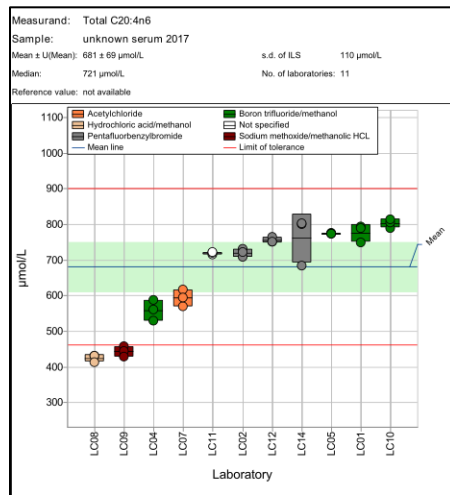 Measurand: Total C20:4n6
Sample: unknown serum 2017
Mean ± U(Mean): 681 ± 69 µmol/L s.d. of ILS 110 µmol/L
Median: 721 µmol/L No. of laboratories: 11
Reference value: not available
Acetylchloride Boron trifluoride/methanol
Hydrochloric acid/methanol Not specified
Pentafluorbenzylbromide Sodium methoxide/methanolic HCL
Mean line Limit of tolerance
1100
1000
900
800
700
600
500
400
300
µmol/L
Mean
LC08 LC09 LC04 LC07 LC11 LC02 LC12 LC14 LC05 LC01 LC10
Laboratory